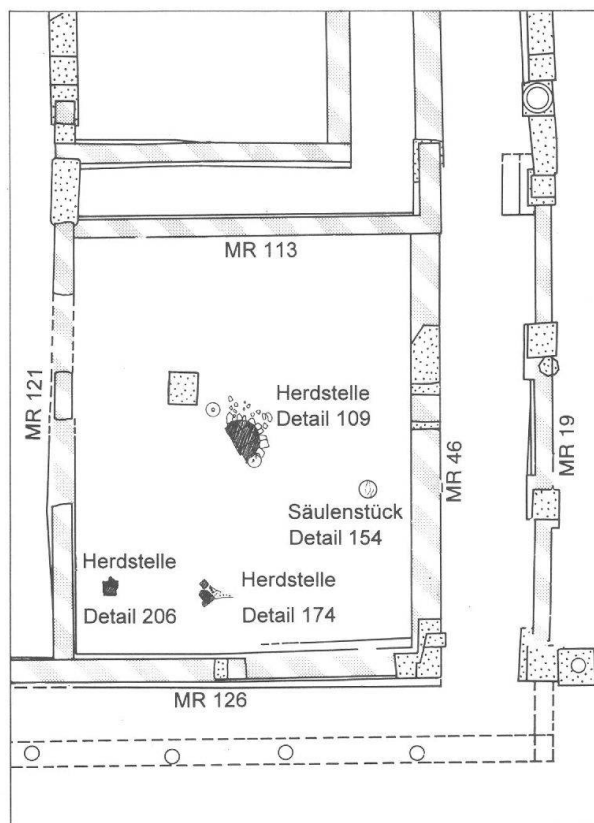 MR 113
MR 121
Herdstelle
Detail 109
MR 46
MR 19
Säulenstück
Detail 154
Herdstelle
Detail 206
Herdstelle
Detail 174
MR 126